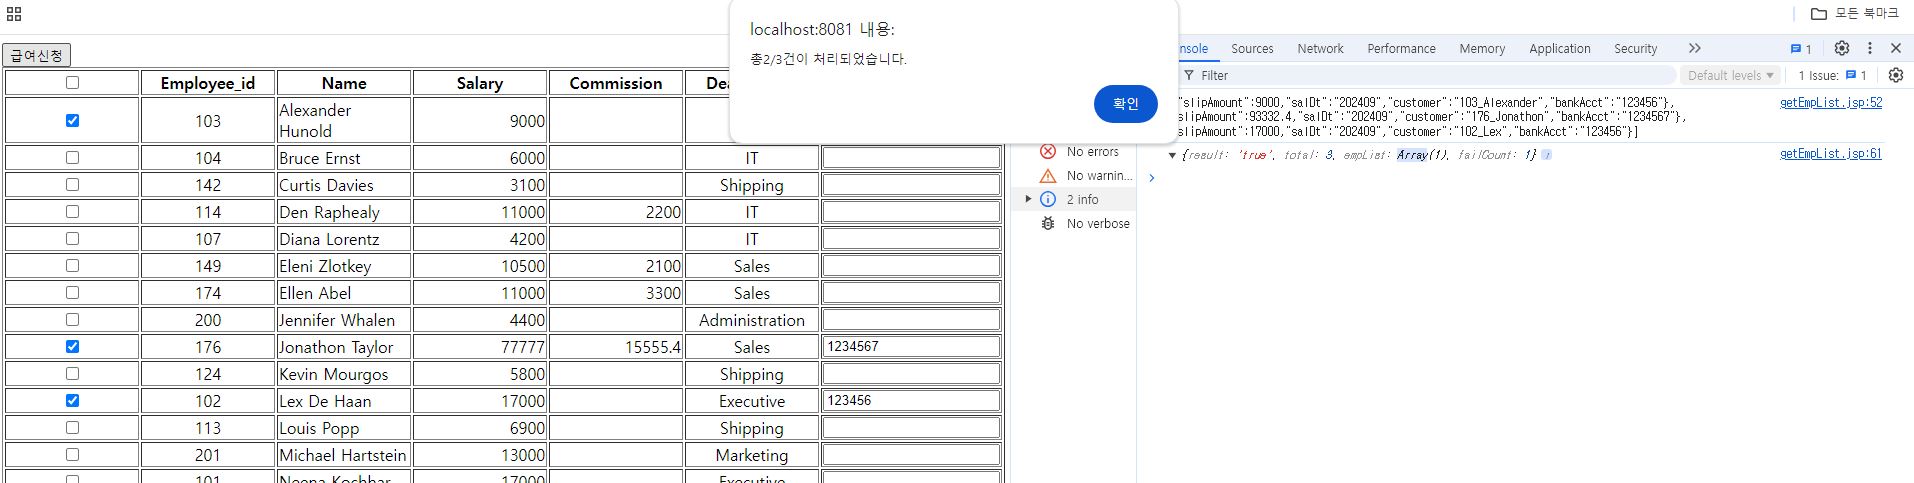 모든 북마크
localhost:8081 내용:
총2/3건이 처리되었습니다.
확인
급여신청
Employee_id Name Salary Commission
103 Alexander Hunold 9000
104 Bruce Ernst 6000 IT
142 Curtis Davies 3100 Shipping
114 Den Raphealy 11000 2200 IT
107 Diana Lorentz 4200 IT
149 Eleni Zlotkey 10500 2100 Sales
174 Ellen Abel 11000 3300 Sales
200 Jennifer Whalen 4400 Administration
176 Jonathon Taylor 77777 15555.4 Sales 1234567
124 Kevin Mourgos 5800 Shipping
102 Lex De Haan 17000 Executive 123456
113 Louis Popp 6900 Shipping
201 Michael Hartstein 13000 Marketing
101 Neena Kochhar 17000 Executive
nsole Sources Network Performance Memory Application Security 1
Filter Default levels ▼ 1 Issue: 1
No errors
No warnin...
2 info
No verbose
"slipAmount":9000,"salDt":"202409","customer":"103_Alexander","bankAcct":"123456"}, getEmpList.jsp:52
slipAmount":93332.4,"salDt":"202409","customer":"176_Jonathon","bankAcct":"1234567"},
slipAmount":17000,"salDt":"202409","customer":"102_Lex","bankAcct":"123456"}]
▼ {result: 'true', total: 3, empList: Array(1), failCount: 1} i getEmpList.jsp:61